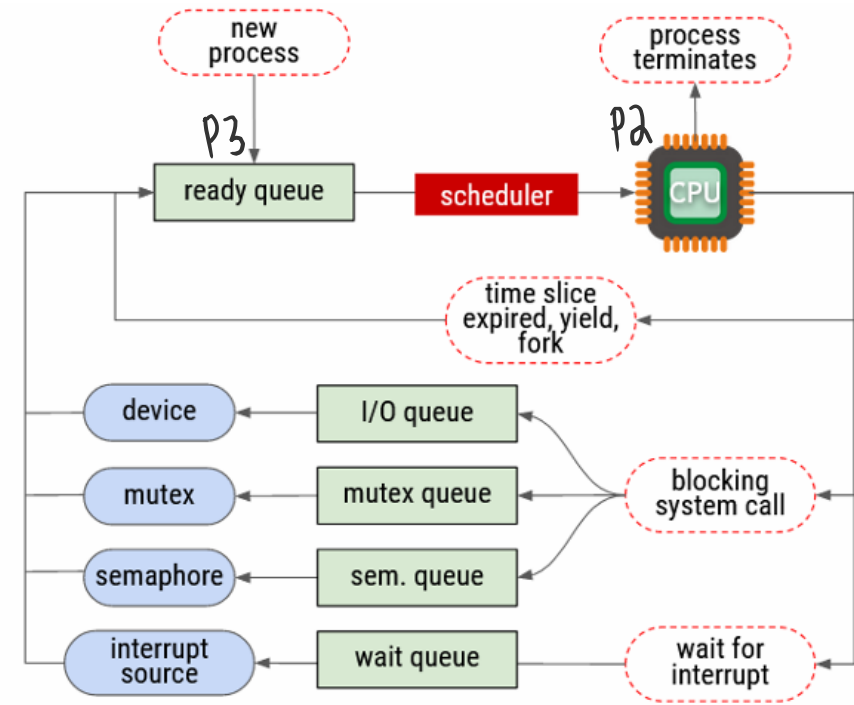 new
process
process
terminates
P3
P2
ready queue
scheduler
CPU
time slice
expired, yield,
fork
device
I/O queue
mutex
mutex queue
blocking
system call
semaphore
sem. queue
interrupt
source
wait queue
wait for
interrupt